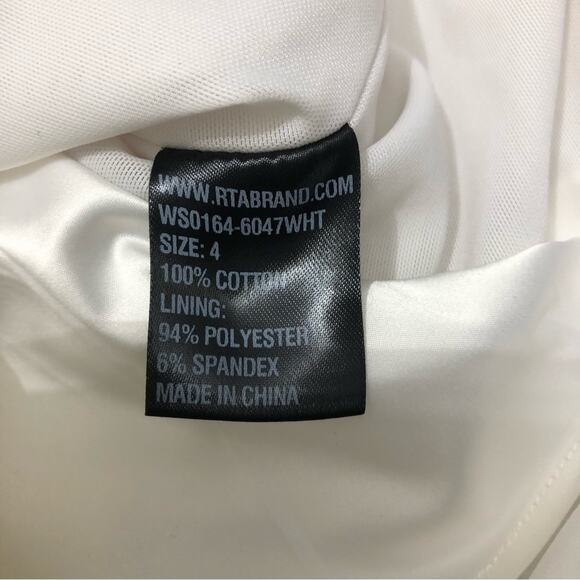 WWW.RTABRAND.COM
WS0164-6047WHT
SIZE: 4
100% COTTON
LINING:
94% POLYESTER
6% SPANDEX
MADE IN CHINA